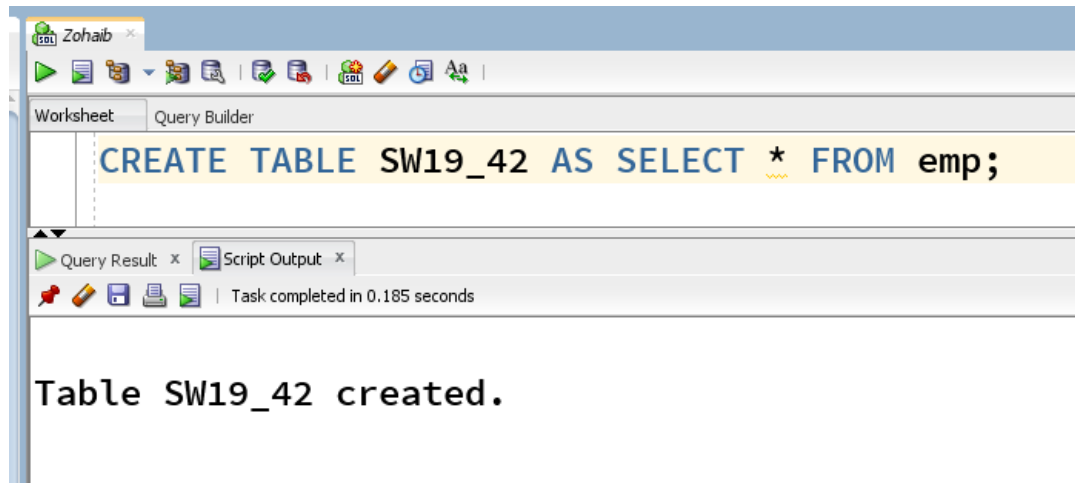 Zohaib
Worksheet Query Builder
CREATE TABLE SW19_42 AS SELECT * FROM emp;
Query Result x Script Output x
Task completed in 0.185 seconds
Table SW19_42 created.